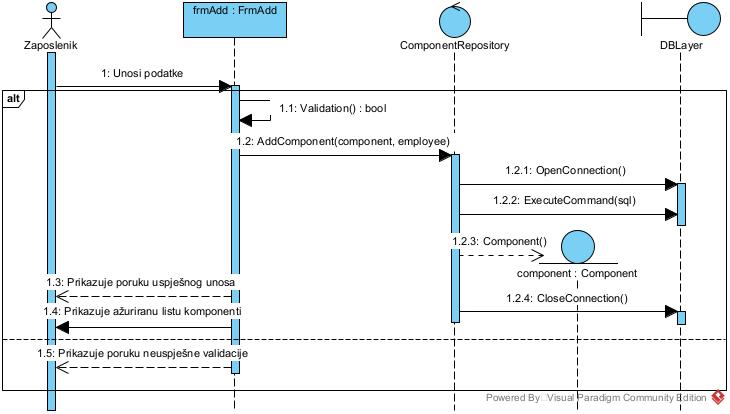 frmAdd : FrmAdd
Zaposlenik
ComponentRepository
DBLayer
1: Unosi podatke
alt
1.1: Validation() : bool
1.2: AddComponent(component, employee)
1.2.1: OpenConnection()
1.2.2: ExecuteCommand(sql)
1.2.3: Component()
component : Component
1.3: Prikazuje poruku uspješnog unosa
1.2.4: CloseConnection()
1.4: Prikazuje ažuriranu listu komponenti
1.5: Prikazuje poruku neuspješne validacije
Powered By Visual Paradigm Community Edition